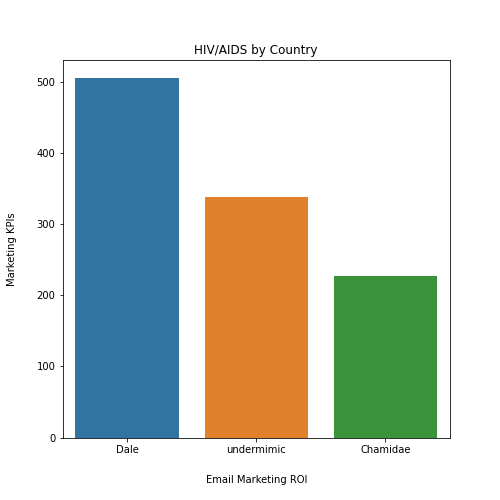 HIV/AIDS by Country
500
400
300
200
100
0
Marketing KPIs
Dale undermimic Chamidae
Email Marketing ROI